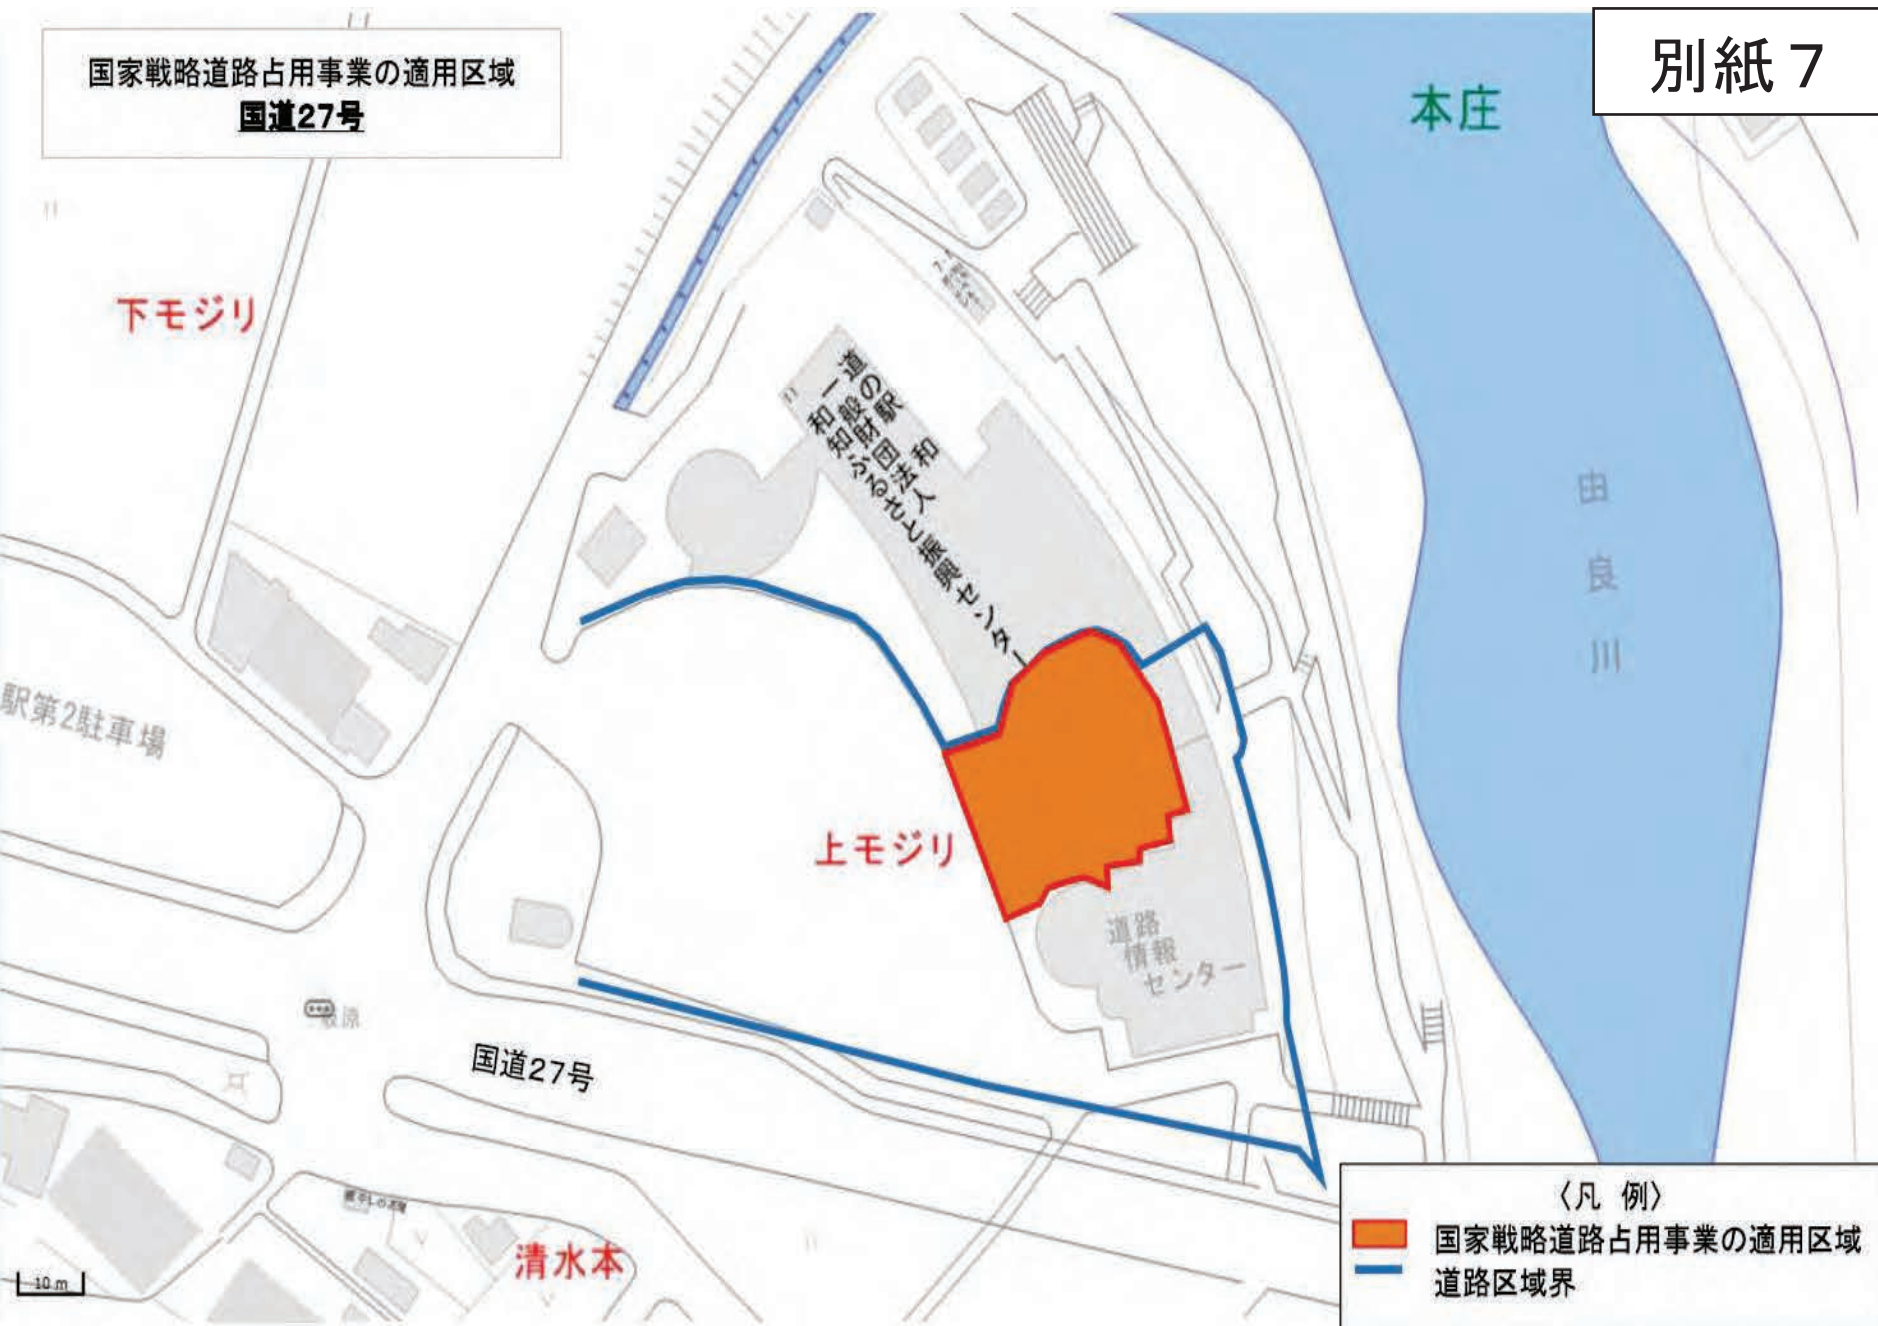 別紙７
国家戦略道路占用事業の適用区域
国道27号
本庄
下モジリ
道の駅 和
一般財団法人
和知ふるさと振興センター
由良川
駅第2駐車場
上モジリ
道路
情報
センター
国道27号
清水本
10 m
〈凡 例〉
国家戦略道路占用事業の適用区域
道路区域界